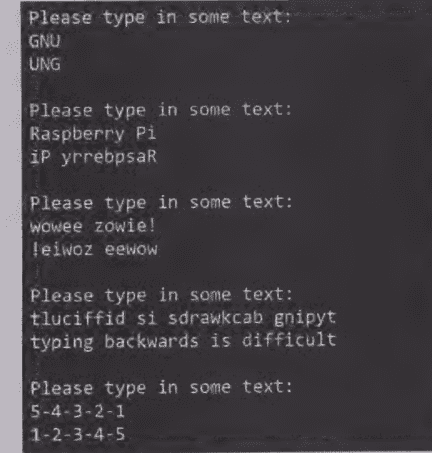 Please type in some text:
GNU
UNG
Please type in some text:
Raspberry Pi
iP yrrebpsaR
Please type in some text:
wowee zowie!
!eiwoz eewow
Please type in some text:
tluciffid si sdrawkcab gnipyt
typing backwards is difficult
Please type in some text:
5-4-3-2-1
1-2-3-4-5